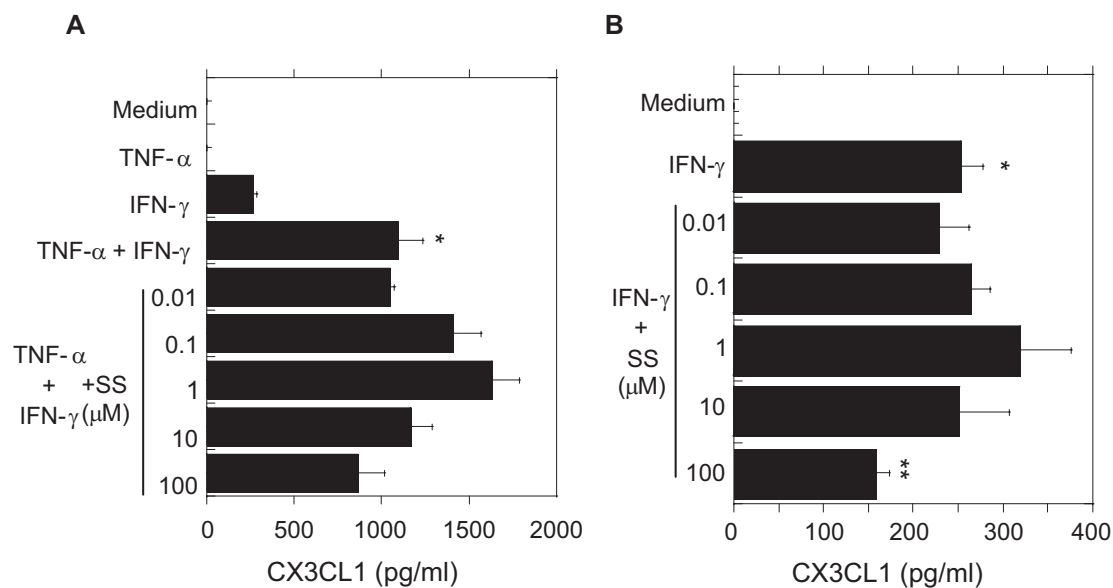 A
Medium
TNF-α
IFN-γ
TNF-α + IFN-γ
0.01
0.1
1
10
100
TNF-α
+ +SS
IFN-γ (μM)
0 500 1000 1500 2000
CX3CL1 (pg/ml)
*
B
Medium
IFN-γ
0.01
0.1
1
10
100
IFN-γ
+
SS
(μM)
0 100 200 300 400
CX3CL1 (pg/ml)
*
**